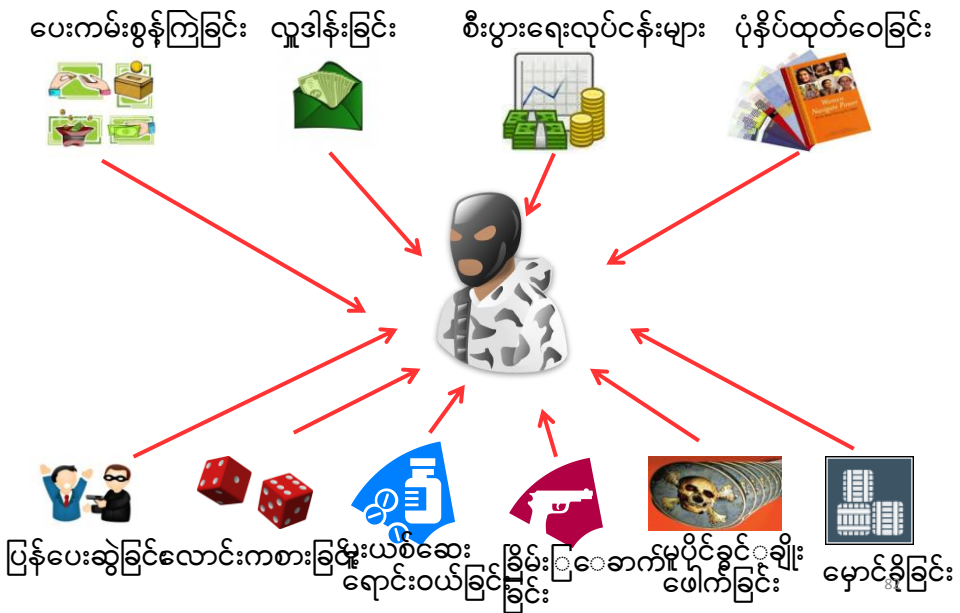 ပေးကမ်းစွန့်ကြဲခြင်း လှူဒါန်းခြင်း စီးပွားရေးလုပ်ငန်းများ ပုံနှိပ်ထုတ်ဝေခြင်း
Women
Navigate Power
ပြန်ပေးဆွဲခြင်း
လောင်းကစားခြင်း
မူးယစ်ဆေး
ရောင်းဝယ်ခြင်း
ခြိမ်းခြောက်
ခြင်း
မူပိုင်ခွင့်ချိုး
ဖေါက်ခြင်း
မှောင်ခိုခြင်း